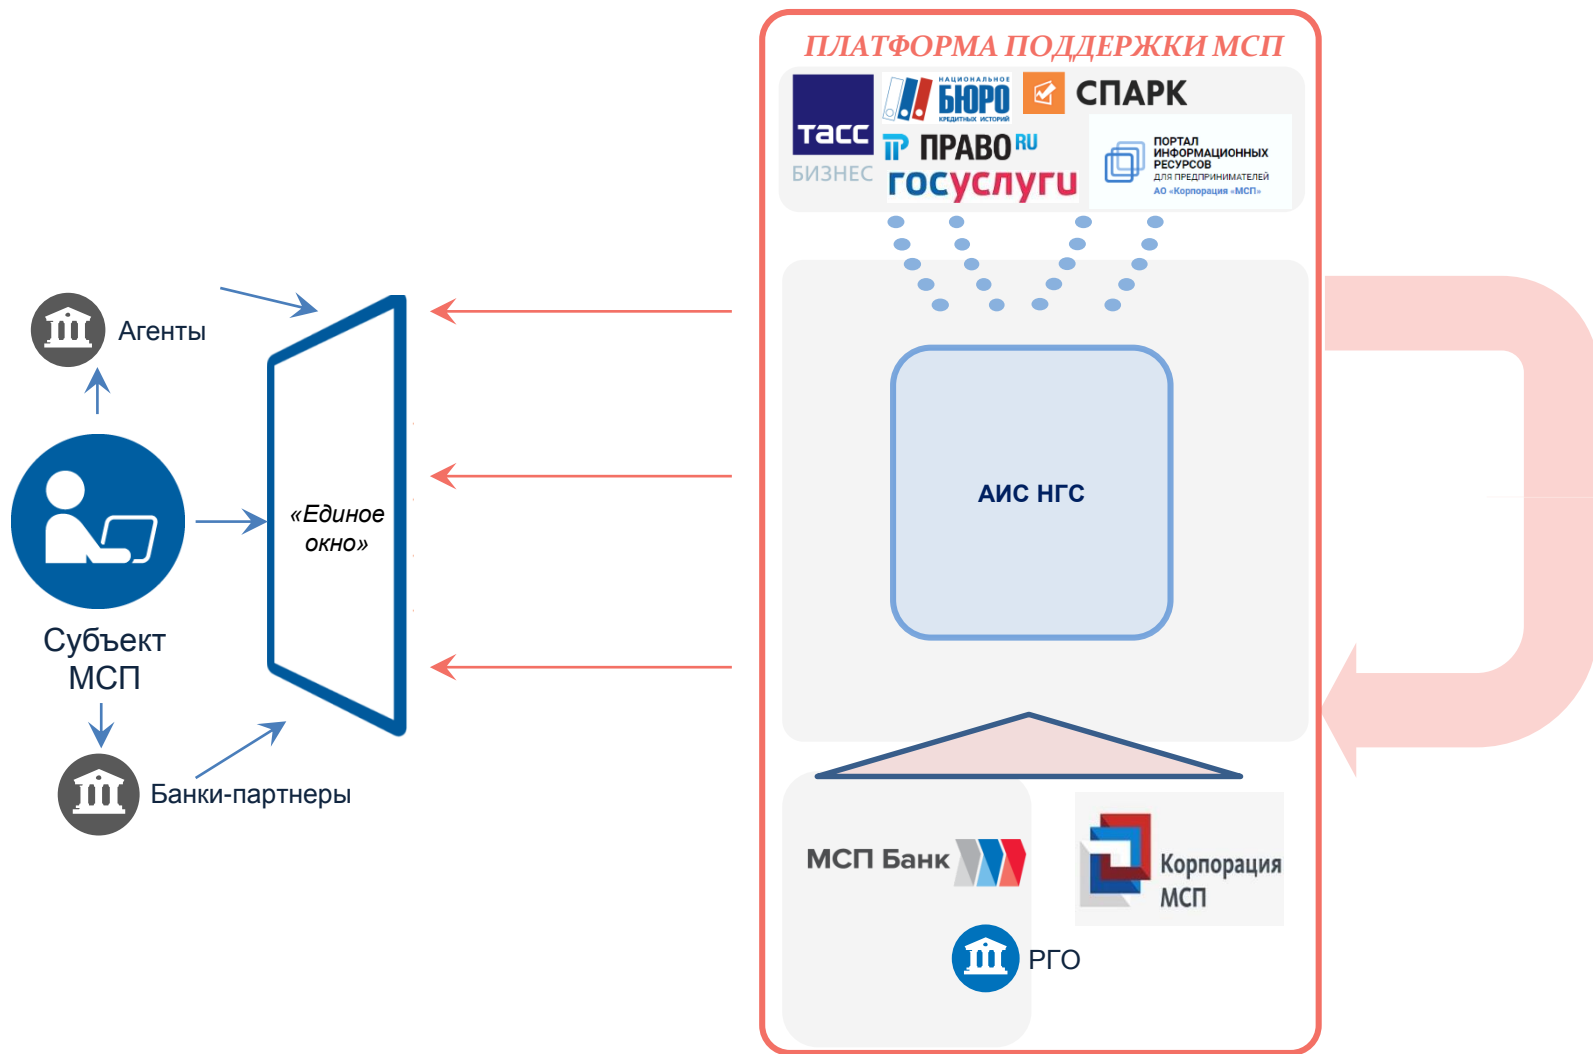 ПЛАТФОРМА ПОДДЕРЖКИ МСП
тасс
БИЗНЕС
НАЦИОНАЛЬНОЕ
БЮРО
КРЕДИТНЫХ ИСТОРИЙ
СПАРК
ПРАВО RU
госуслуги
ПОРТАЛ
ИНФОРМАЦИОННЫХ
РЕСУРСОВ
ДЛЯ ПРЕДПРИНИМАТЕЛЕЙ
АО «Корпорация «МСП»
Агенты
«Единое
окно»
Субъект
МСП
Банки-партнеры
АИС НГС
МСП Банк
Корпорация
МСП
РГО